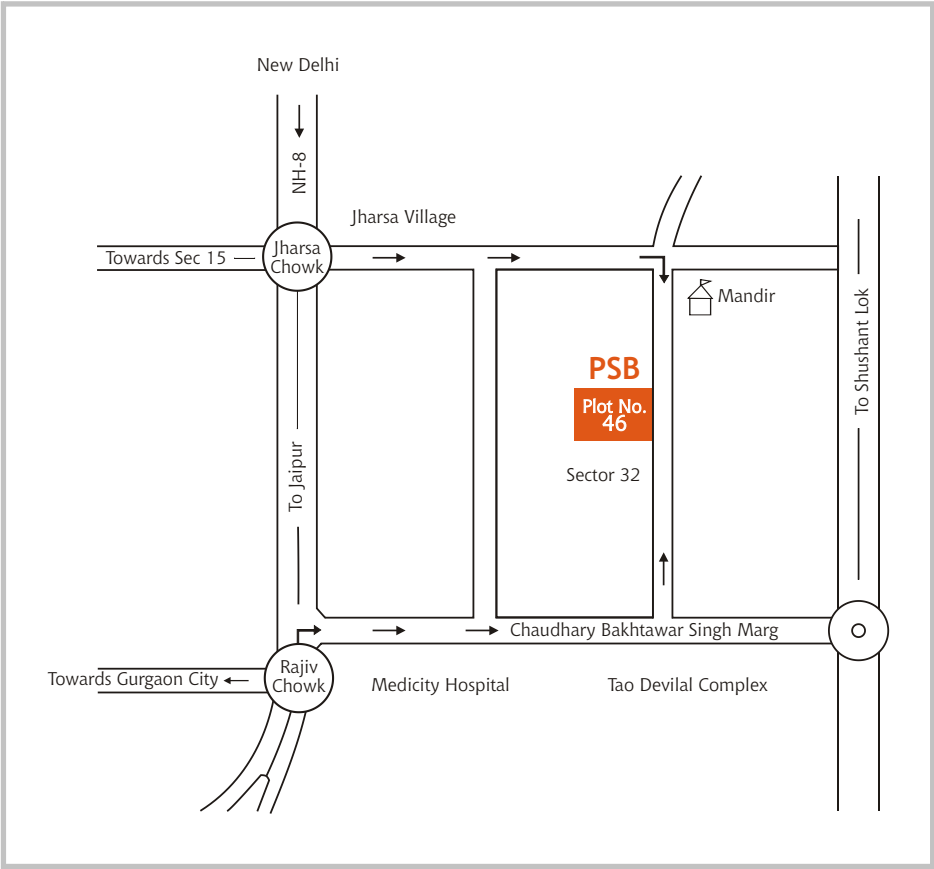 New Delhi
NH-8
Jharsa Village
Towards Sec 15
Jharsa
Chowk
Mandir
To Shushant Lok
PSB
Plot No.
46
To Jaipur
Sector 32
Chaudhary Bakhtawar Singh Marg
Rajiv
Chowk
Towards Gurgaon City
Medicity Hospital
Tao Devilal Complex